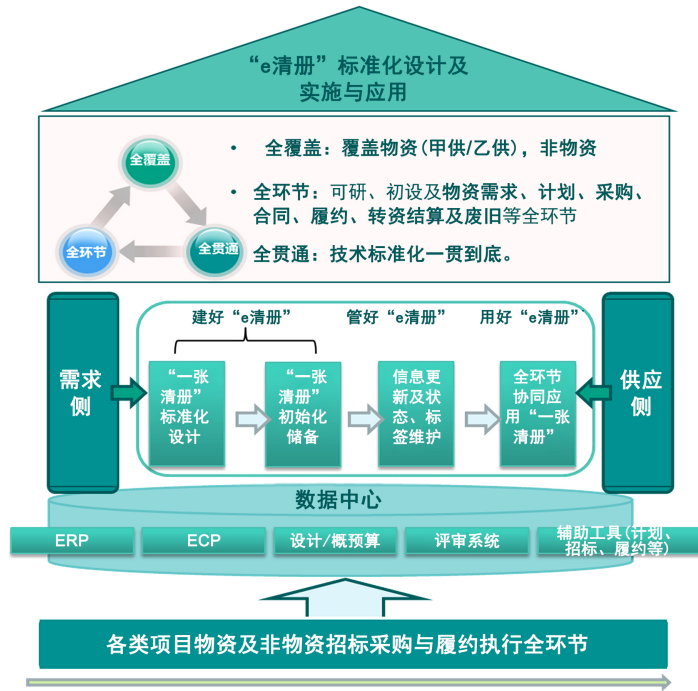 “e清册”标准化设计及
实施与应用
全覆盖
全环节
全贯通
• 全覆盖：覆盖物资(甲供/乙供)，非物资
• 全环节：可研、初设及物资需求、计划、采购、
合同、履约、转资结算及废旧等全环节
全贯通：技术标准化一贯到底。
需求
侧
建好“e清册”
管好“e清册”
用好“e清册”
“一张
清册”
标准化
设计
“一张
清册”
初始化
储备
信息更
新及状
态、标
签维护
全环节
协同应
用“一张
清册”
供应
侧
数据中心
ERP
ECP
设计/概预算
评审系统
辅助工具(计划、
招标、履约等)
各类项目物资及非物资招标采购与履约执行全环节